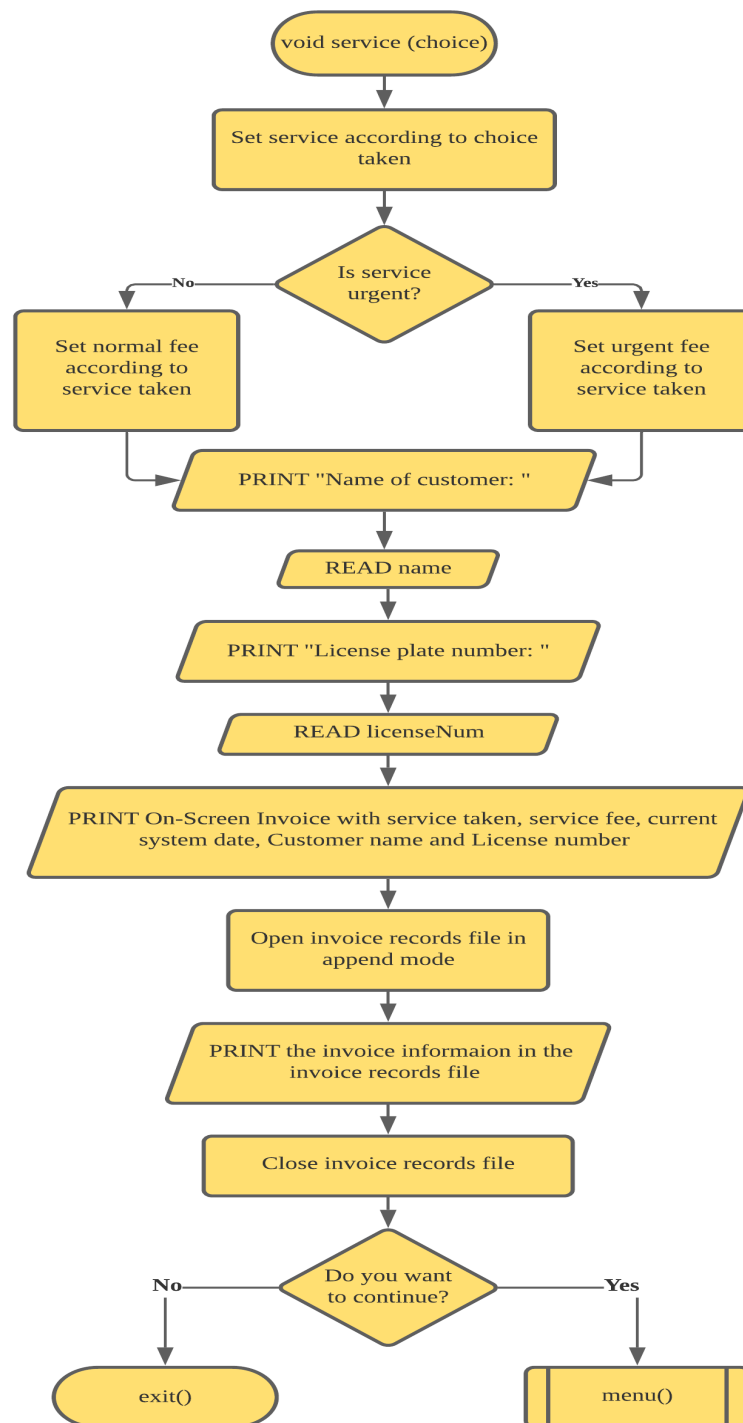 void service (choice)
Set service according to choice
taken
Is service
urgent?
No
Yes
Set normal fee
according to
service taken
Set urgent fee
according to
service taken
PRINT "Name of customer: "
READ name
PRINT "License plate number: "
READ licenseNum
PRINT On-Screen Invoice with service taken, service fee, current
system date, Customer name and License number
Open invoice records file in
append mode
PRINT the invoice informaion in the
invoice records file
Close invoice records file
Do you want
to continue?
No
Yes
exit()
menu()